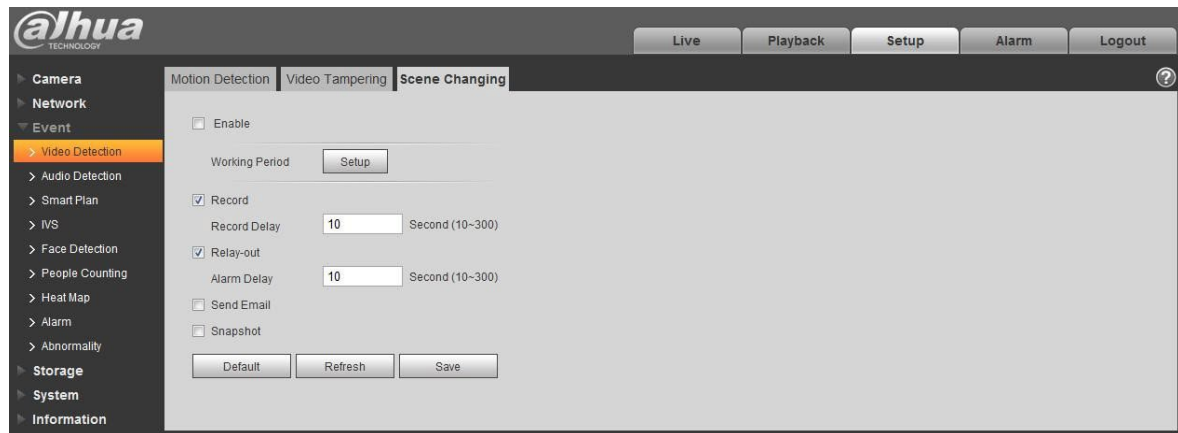 alhua
TECHNOLOGY
Live Playback Setup Alarm Logout
Camera
Network
Event
> Video Detection
> Audio Detection
> Smart Plan
> IVS
> Face Detection
> People Counting
> Heat Map
> Alarm
> Abnormality
Storage
System
Information
Motion Detection Video Tampering Scene Changing
?
Enable
Working Period Setup
Record
Record Delay 10 Second (10~300)
Relay-out
Alarm Delay 10 Second (10~300)
Send Email
Snapshot
Default Refresh Save